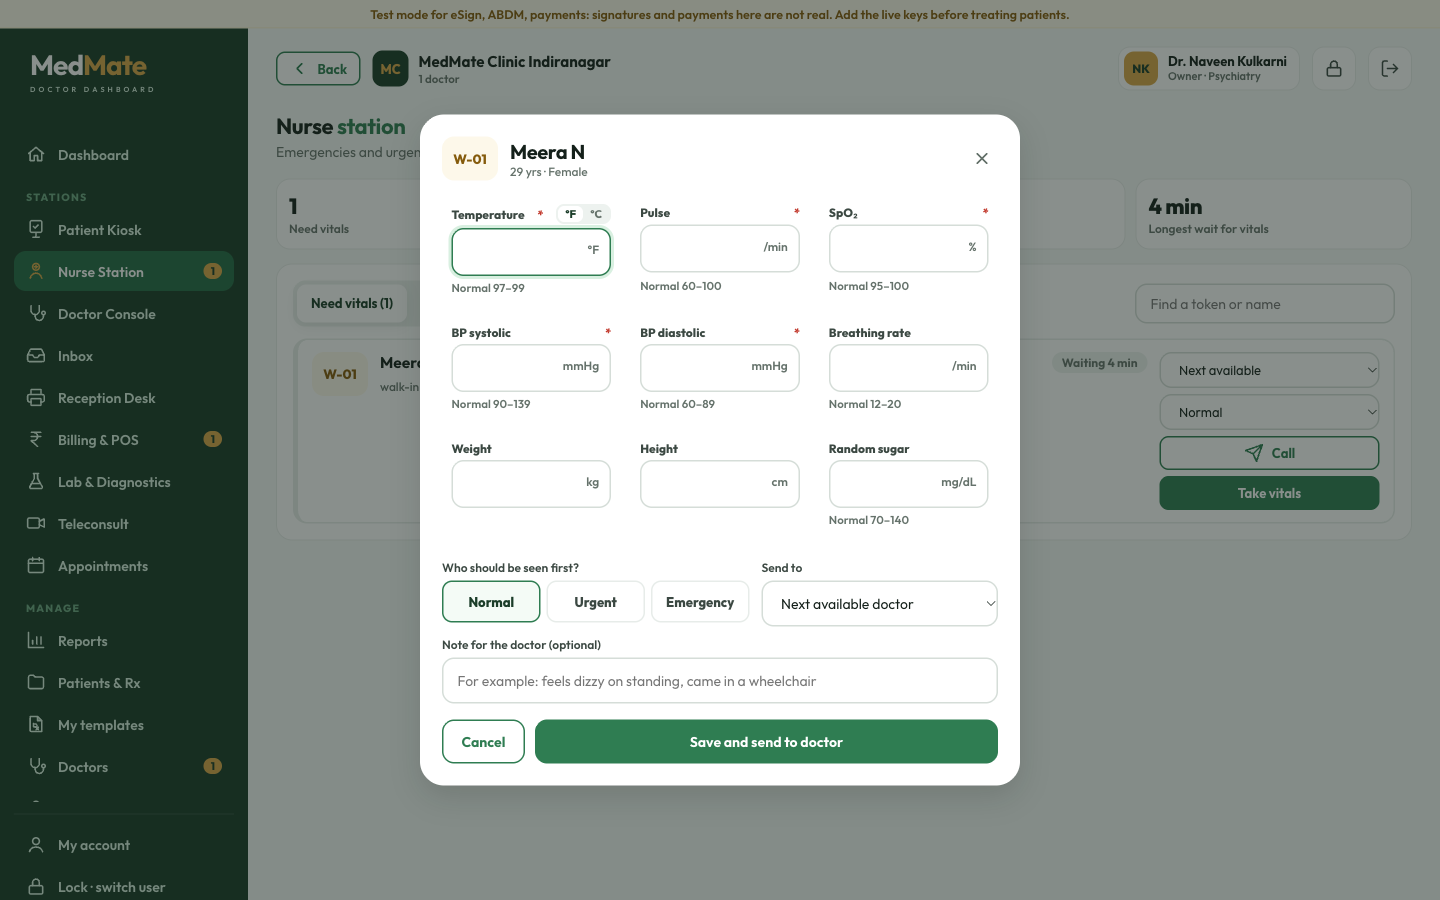 Test mode for eSign, ABDM, payments: signatures and payments here are not real. Add the live keys before treating patients.
MedMate
DOCTOR DASHBOARD
Dashboard
STATIONS
Patient Kiosk
Nurse Station 1
Doctor Console
Inbox
Reception Desk
Billing & POS 1
Lab & Diagnostics
Teleconsult
Appointments
MANAGE
Reports
Patients & Rx
My templates
Doctors 1
My account
Lock · switch user
Back
MC
MedMate Clinic Indiranagar
1 doctor
NK
Dr. Naveen Kulkarni
Owner · Psychiatry
Nurse station
Emergencies and urgen
1
Need vitals
4 min
Longest wait for vitals
Need vitals (1)
Find a token or name
W-01
Meera
walk-in
Waiting 4 min
Next available
Normal
Call
Take vitals
W-01
Meera N
29 yrs · Female
Temperature * °F °C
°F
Normal 97–99
Pulse *
/min
Normal 60–100
SpO₂ *
%
Normal 95–100
BP systolic *
mmHg
Normal 90–139
BP diastolic *
mmHg
Normal 60–89
Breathing rate
/min
Normal 12–20
Weight
kg
Height
cm
Random sugar
mg/dL
Normal 70–140
Who should be seen first?
Normal Urgent Emergency
Send to
Next available doctor
Note for the doctor (optional)
For example: feels dizzy on standing, came in a wheelchair
Cancel
Save and send to doctor